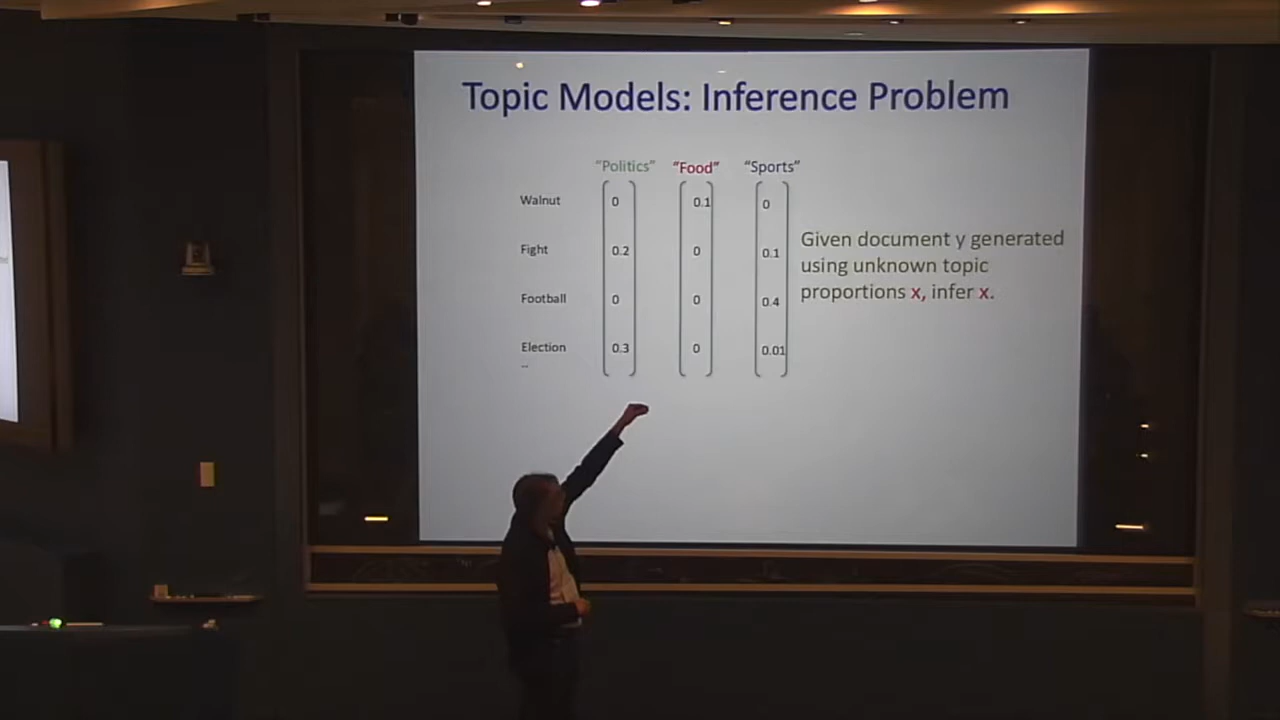 Topic Models: Inference Problem
“Politics” “Food” “Sports”
Walnut 0 0.1 0
Fight 0.2 0 0.1
Football 0 0 0.4
Election 0.3 0 0.01
..
Given document y generated
using unknown topic
proportions x, infer x.